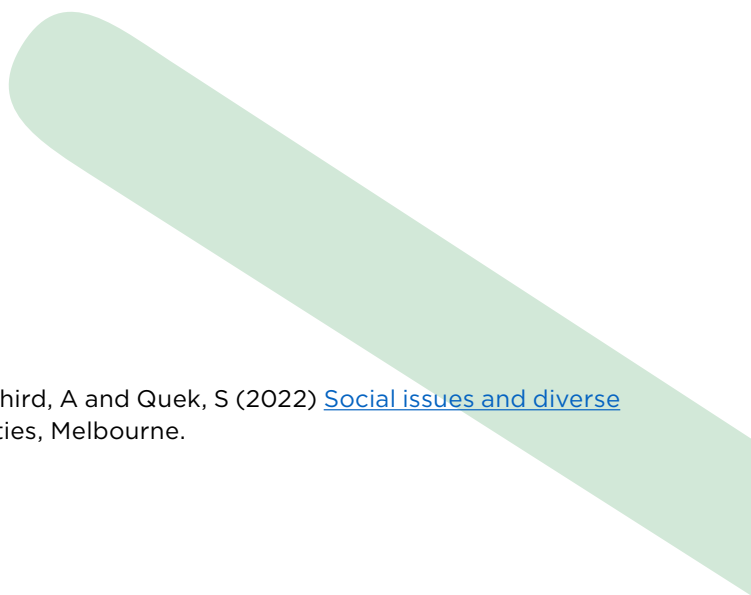 hird, A and Quek, S (2022) Social issues and diverse
ties, Melbourne.